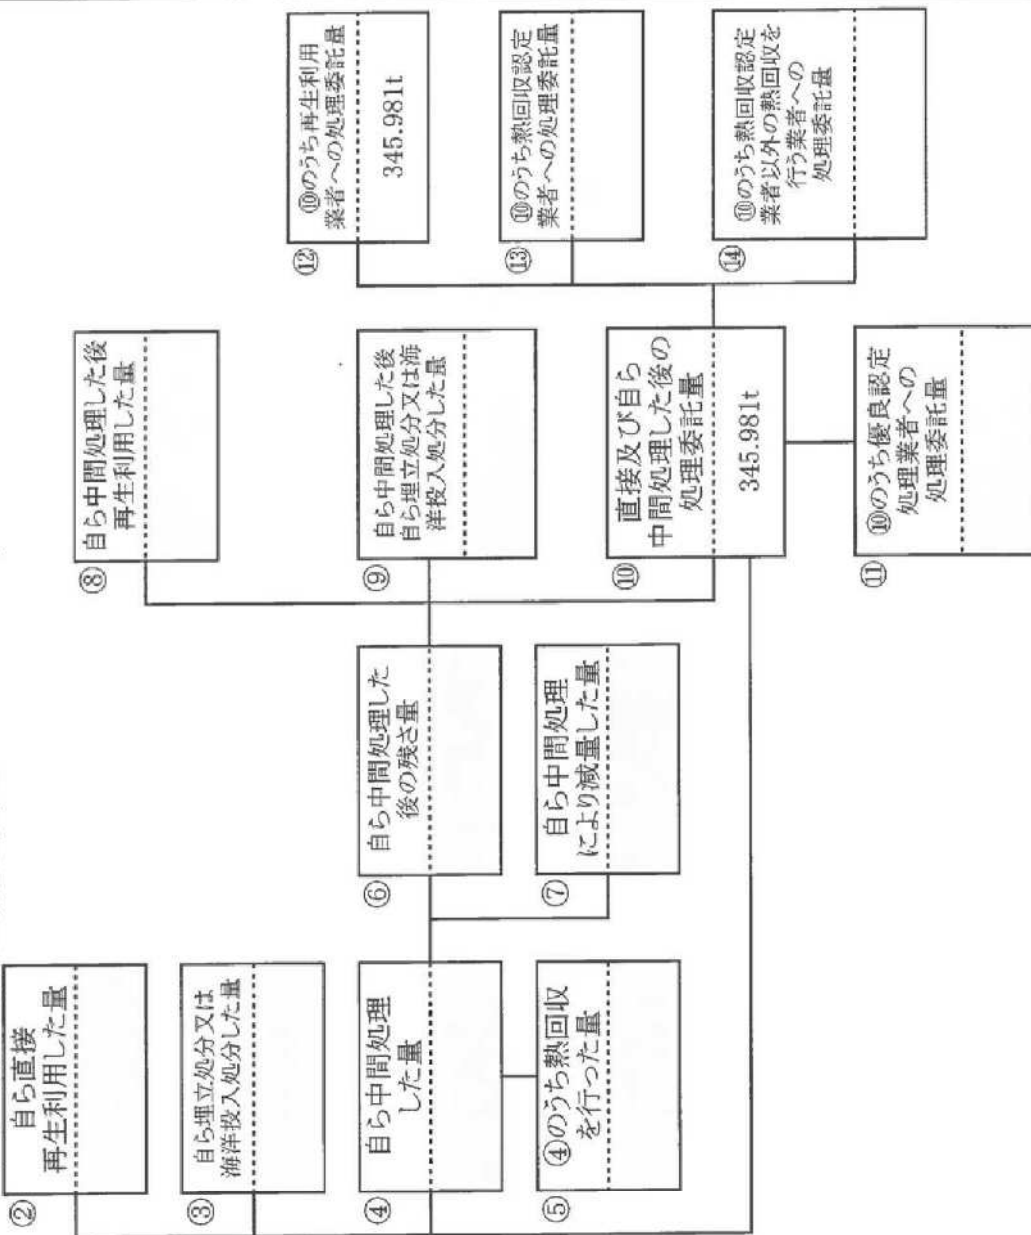 ②
自ら直接
再生利用した量
③
自ら埋立処分又は
海洋投入処分した量
④
自ら中間処理
した量
⑤
④のうち熱回収
を行った量
⑥
自ら中間処理した
後の残さ量
⑦
自ら中間処理
により減量した量
⑧
自ら中間処理した後
再生利用した量
⑨
自ら中間処理した後
自ら埋立処分又は海
洋投入処分した量
⑩
直接及び自ら
中間処理した後の
処理委託量
345.981t
⑪
⑩のうち優良認定
処理業者への
処理委託量
⑫
⑩のうち再生利用
業者への処理委託量
345.981t
⑬
⑩のうち熱回収認定
業者への処理委託量
⑭
⑩のうち熱回収認定
業者以外の熱回収を
行う業者への
処理委託量